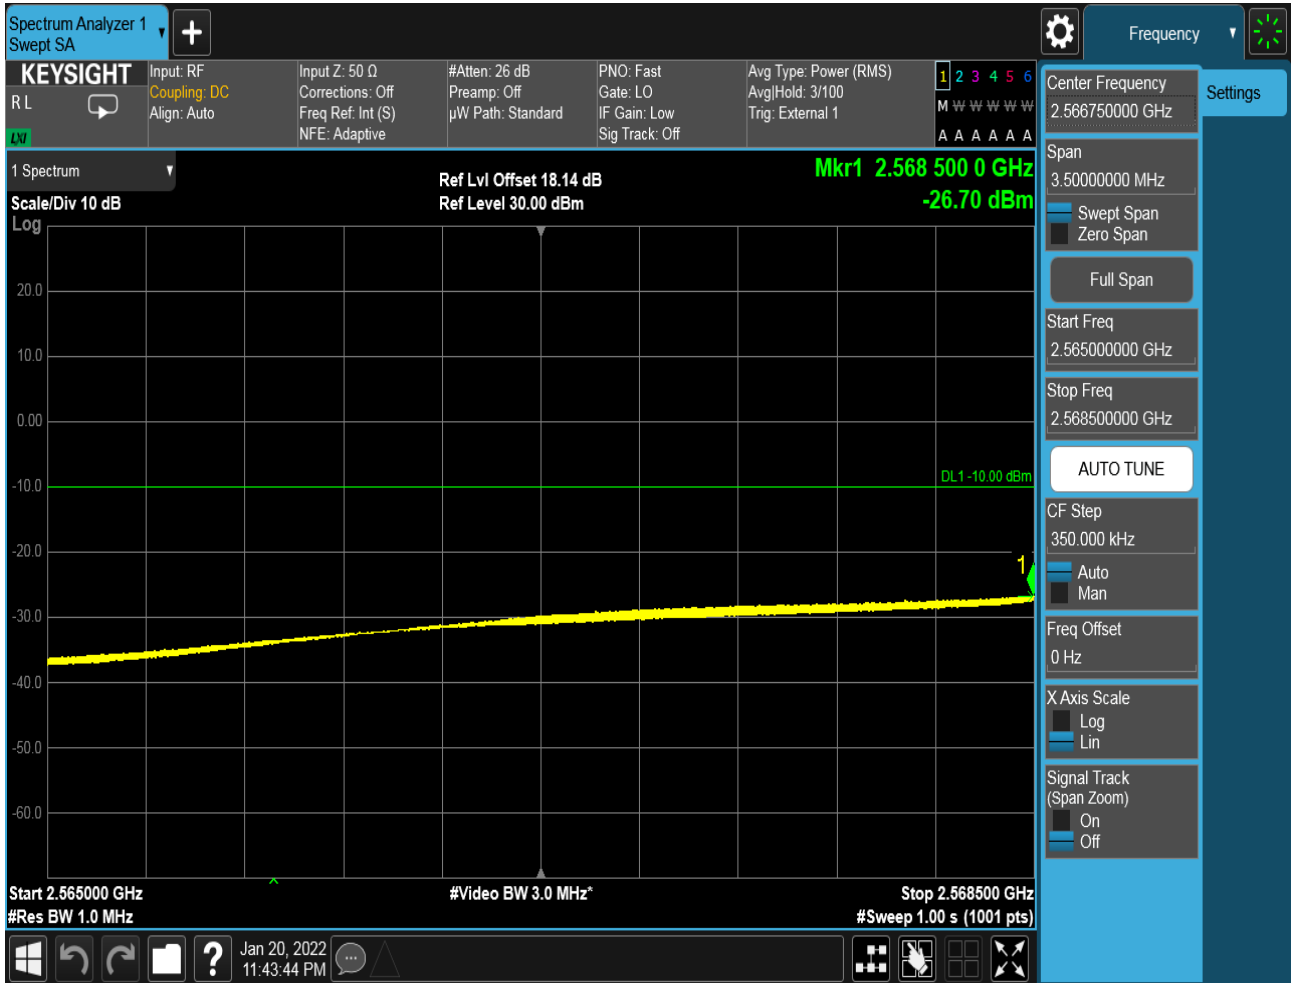 Spectrum Analyzer 1
Swept SA
Frequency
KEYSIGHT
R L
LXI
Input: RF
Coupling: DC
Align: Auto
Input Z: 50 Ω
Corrections: Off
Freq Ref: Int (S)
NFE: Adaptive
#Atten: 26 dB
Preamp: Off
µW Path: Standard
PNO: Fast
Gate: LO
IF Gain: Low
Sig Track: Off
Avg Type: Power (RMS)
Avg|Hold: 3/100
Trig: External 1
1 2 3 4 5 6
M W W W W W
A A A A A A
1 Spectrum
Scale/Div 10 dB
Log
Ref Lvl Offset 18.14 dB
Ref Level 30.00 dBm
Mkr1 2.568 500 0 GHz
-26.70 dBm
20.0
10.0
0.00
-10.0
-20.0
-30.0
-40.0
-50.0
-60.0
DL1 -10.00 dBm
1
Start 2.565000 GHz
#Res BW 1.0 MHz
#Video BW 3.0 MHz*
Stop 2.568500 GHz
#Sweep 1.00 s (1001 pts)
?
Jan 20, 2022
11:43:44 PM
Center Frequency
2.566750000 GHz
Settings
Span
3.50000000 MHz
Swept Span
Zero Span
Full Span
Start Freq
2.565000000 GHz
Stop Freq
2.568500000 GHz
AUTO TUNE
CF Step
350.000 kHz
Auto
Man
Freq Offset
0 Hz
X Axis Scale
Log
Lin
Signal Track
(Span Zoom)
On
Off